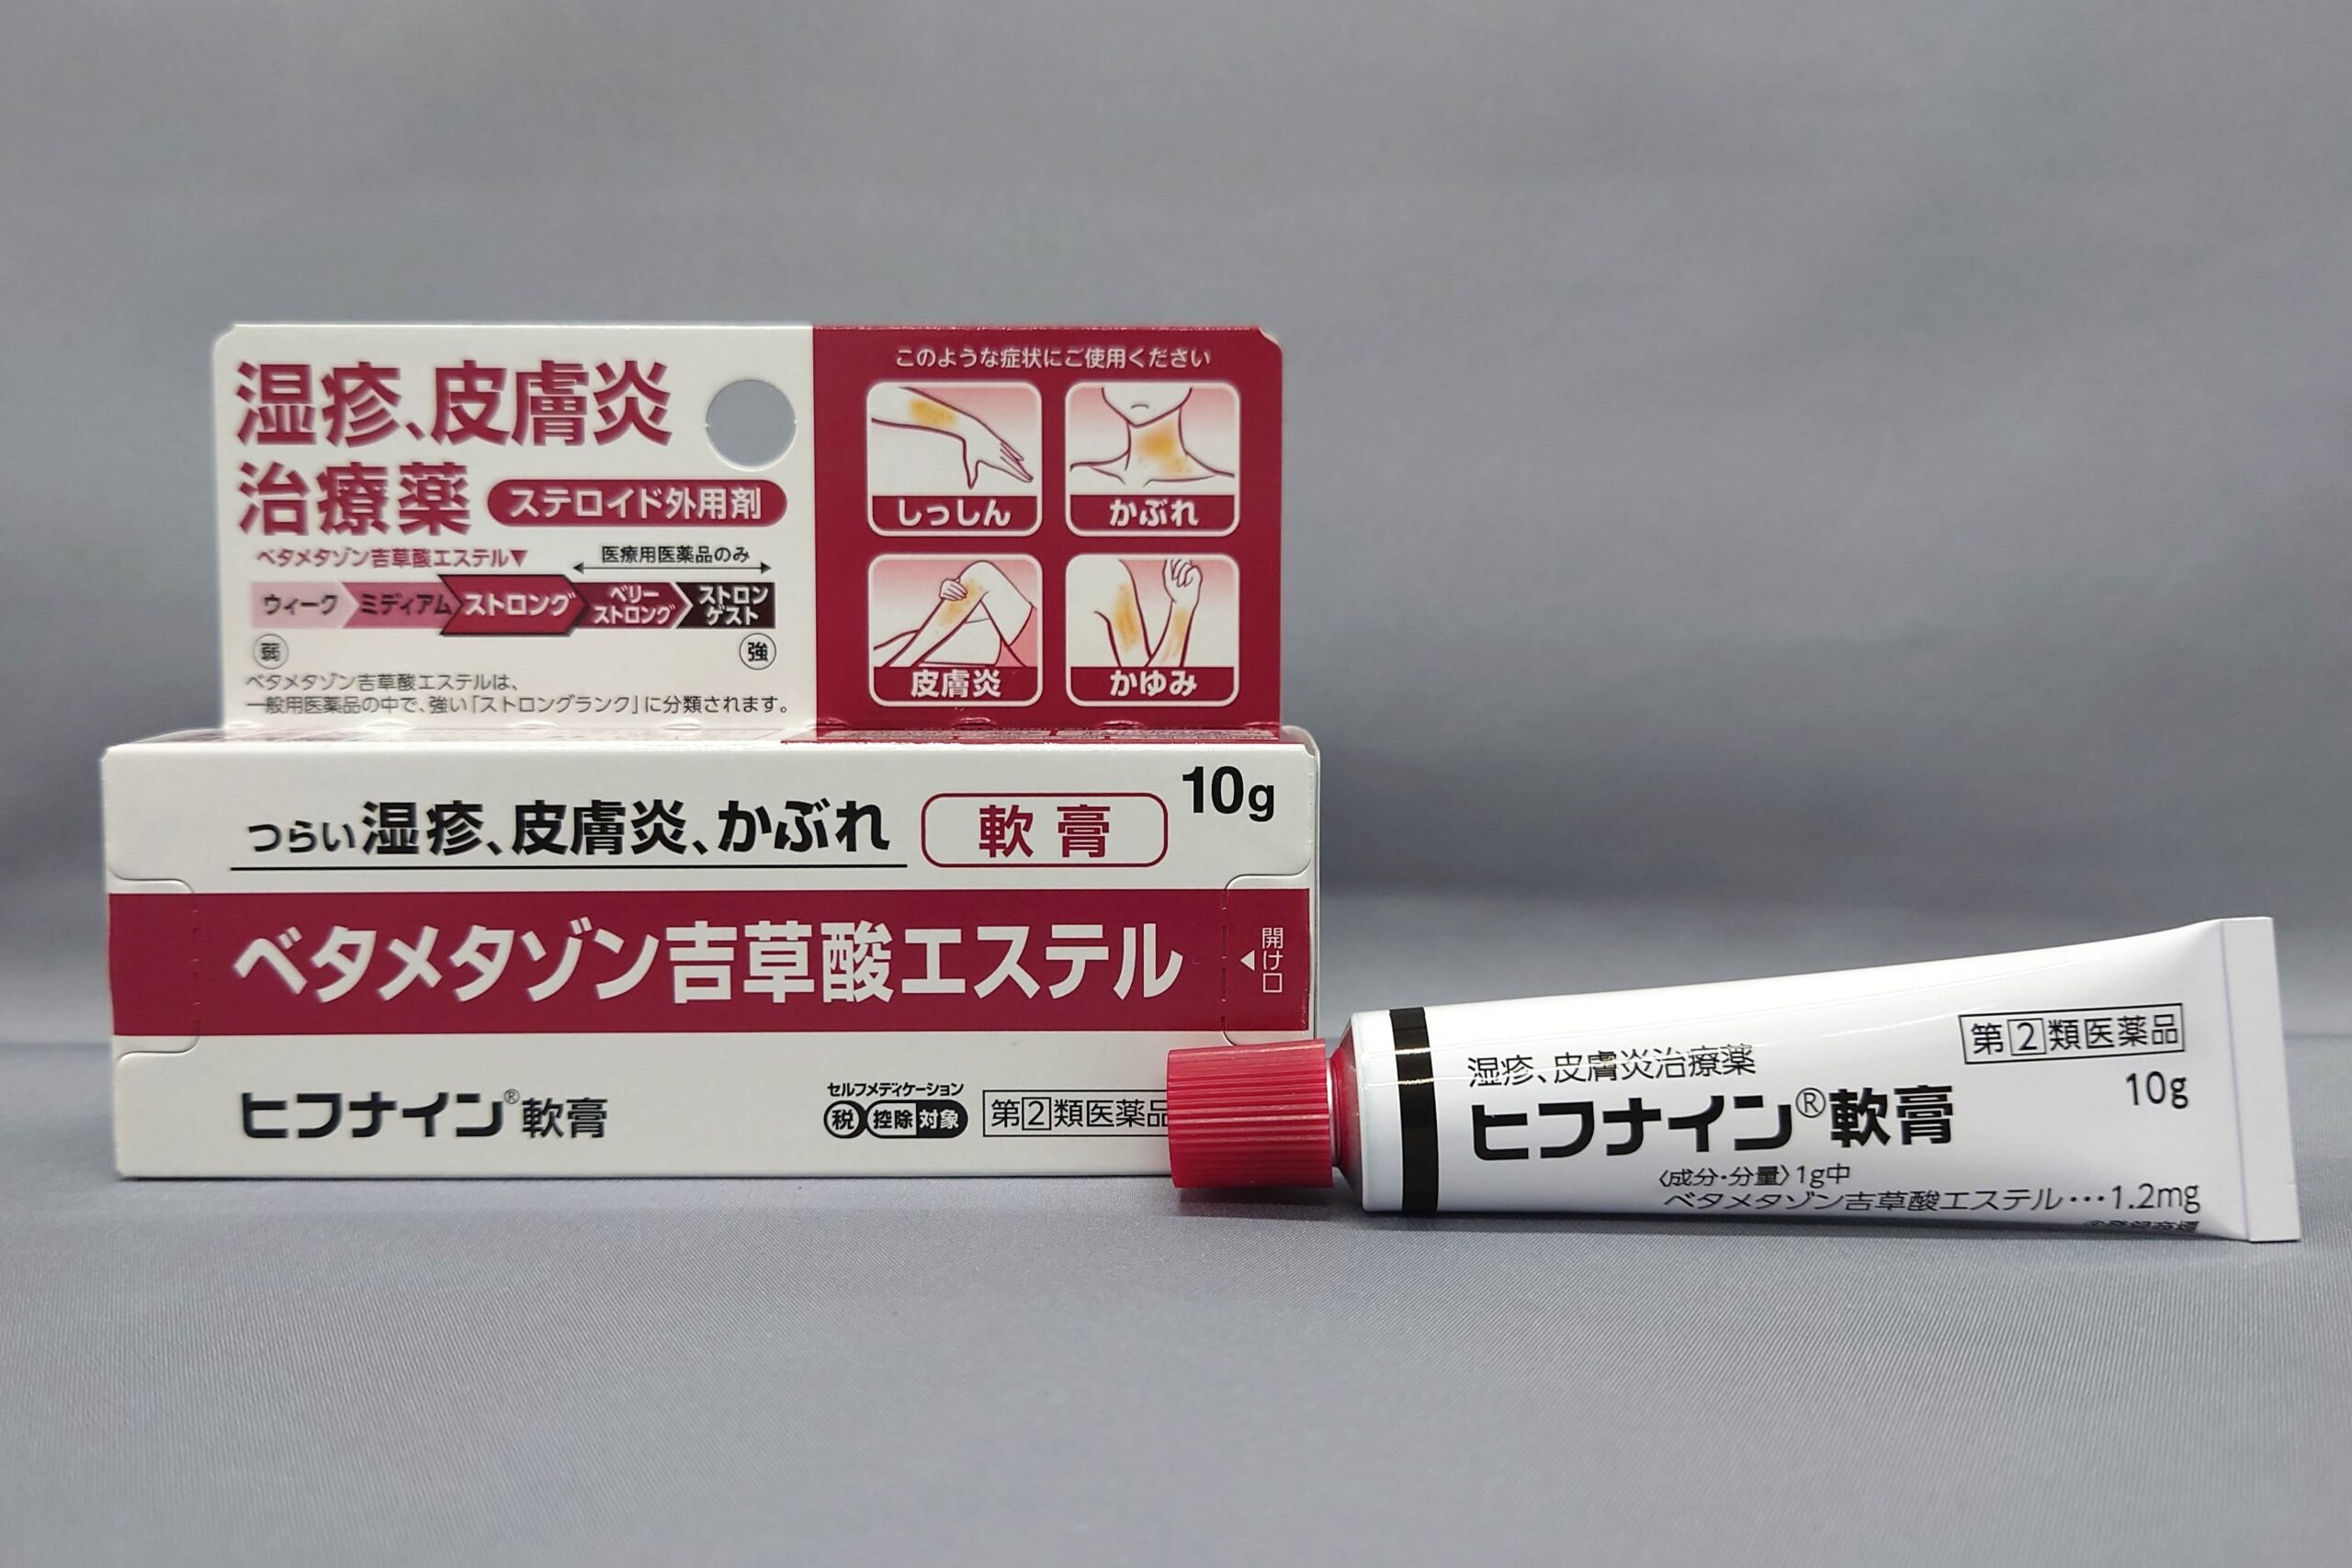 湿疹、皮膚炎
治療薬 ステロイド外用剤
ベタメタゾン吉草酸エステル▼
医療用医薬品のみ
ウィーク ミディアム ストロング ベリーストロング ストロンゲスト
弱 強
ベタメタゾン吉草酸エステルは、
一般用医薬品の中で、強い「ストロングランク」に分類されます。
このような症状にご使用ください
しっしん かぶれ
皮膚炎 かゆみ
つらい湿疹、皮膚炎、かぶれ 軟膏 10g
ベタメタゾン吉草酸エステル
◀開け口
ヒフナイン®軟膏
セルフメディケーション
税 控除 対象
第②類医薬品
第②類医薬品
湿疹、皮膚炎治療薬
10g
ヒフナイン®軟膏
〈成分・分量〉1g中
ベタメタゾン吉草酸エステル・・・1.2mg